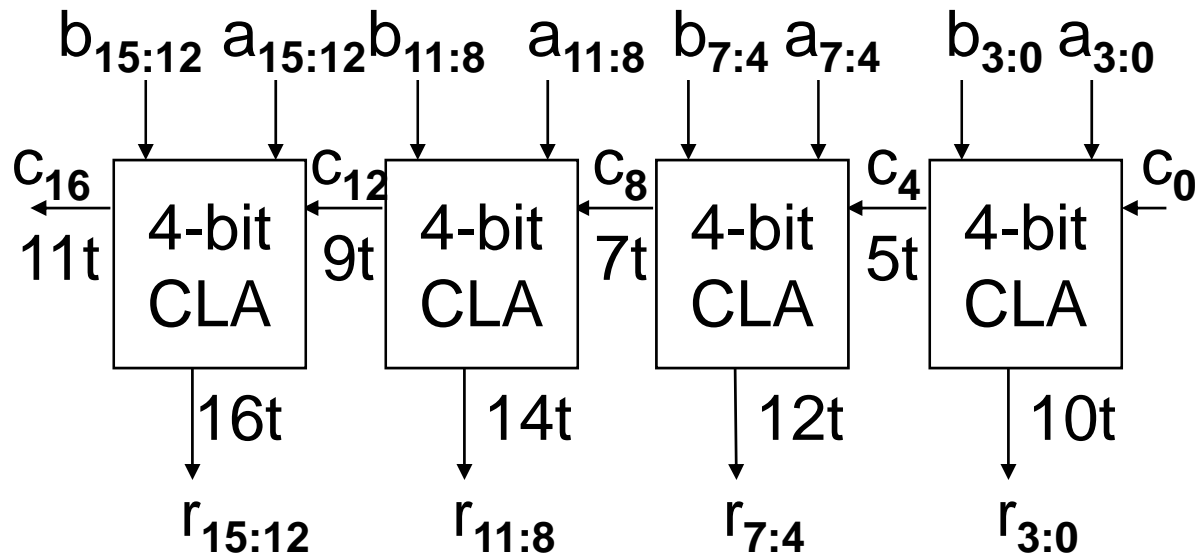 b15:12 a15:12 b11:8 a11:8 b7:4 a7:4 b3:0 a3:0
c16 c12 c8 c4 c0
4-bit 4-bit 4-bit 4-bit
11t 9t 7t 5t
CLA CLA CLA CLA
16t 14t 12t 10t
r15:12 r11:8 r7:4 r3:0